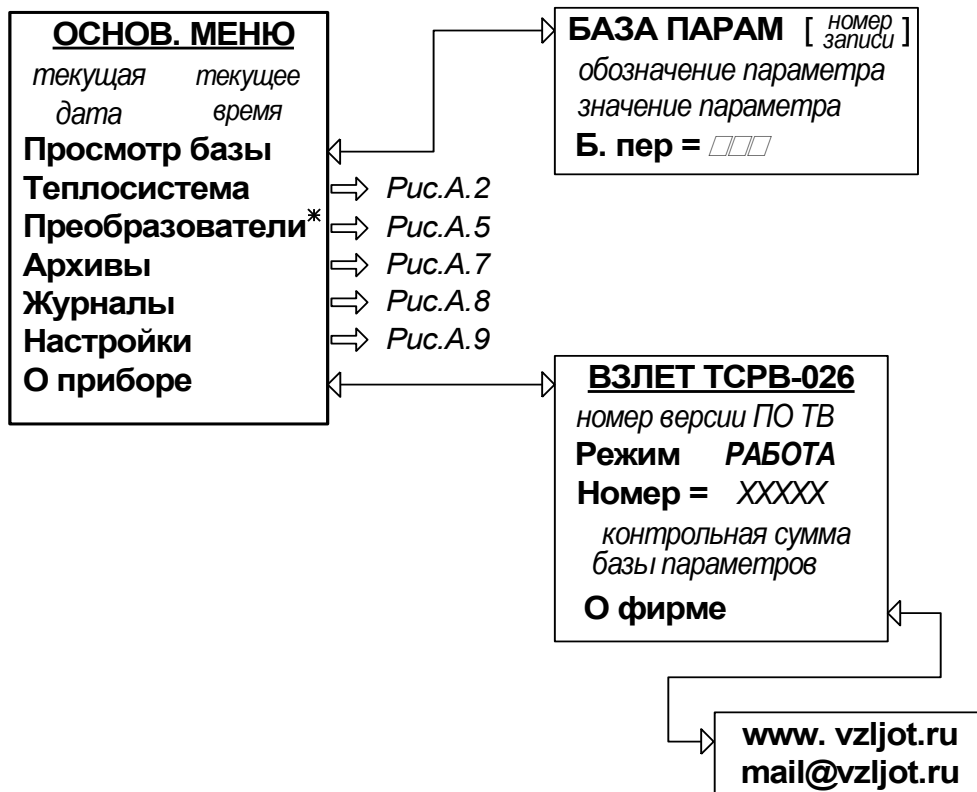 ОСНОВ. МЕНЮ
текущая дата текущее время
Просмотр базы
Теплосистема Рис.А.2
Преобразователи* Рис.А.5
Архивы Рис.А.7
Журналы Рис.А.8
Настройки Рис.А.9
О приборе
БАЗА ПАРАМ [ номер записи ]
обозначение параметра
значение параметра
Б. пер = □□□
ВЗЛЕТ ТСРВ-026
номер версии ПО ТВ
Режим РАБОТА
Номер = XXXXX
контрольная сумма
базы параметров
О фирме
www. vzljot.ru
mail@vzljot.ru